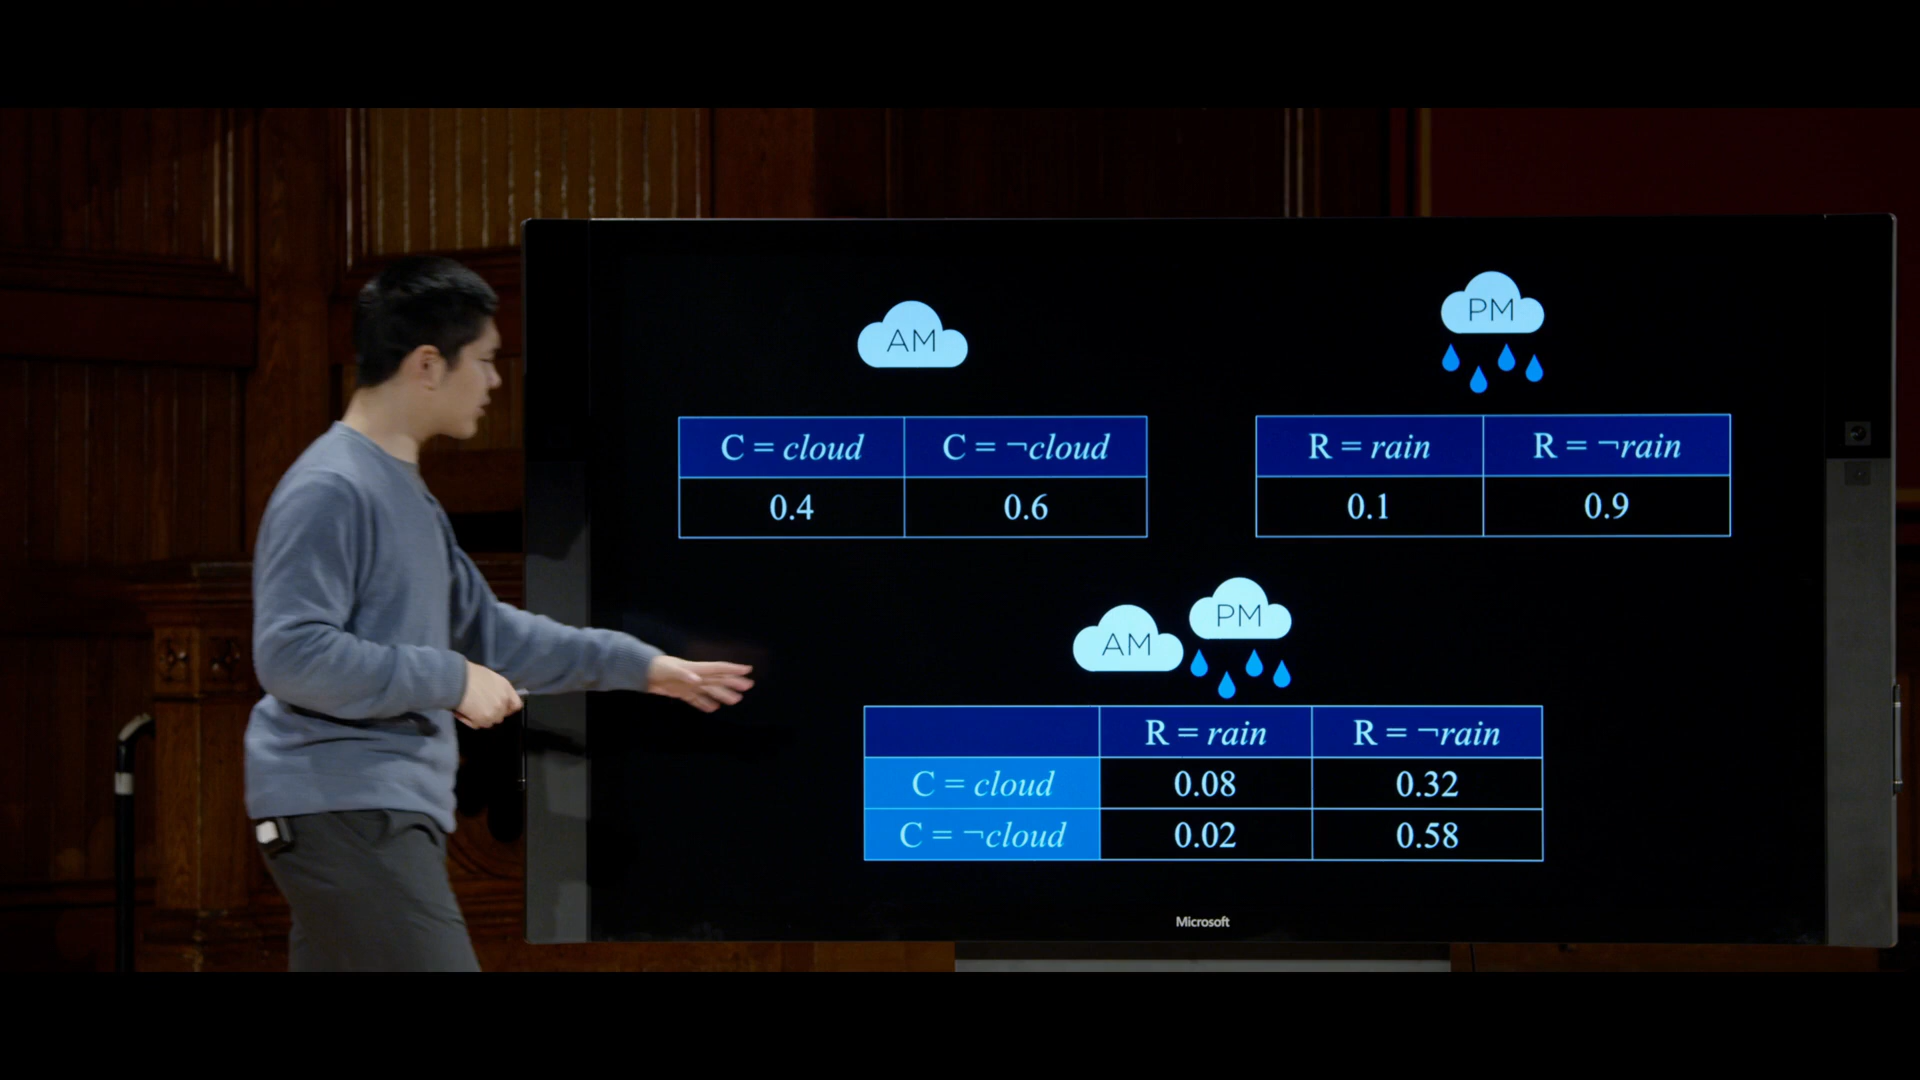 AM
PM
C = cloud C = ¬cloud
0.4 0.6
R = rain R = ¬rain
0.1 0.9
AM PM
R = rain R = ¬rain
C = cloud 0.08 0.32
C = ¬cloud 0.02 0.58
Microsoft